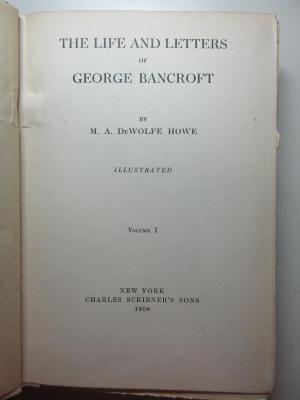 THE LIFE AND LETTERS
OF
GEORGE BANCROFT
BY
M. A. DEWOLFE HOWE
ILLUSTRATED
VOLUME I
NEW YORK
CHARLES SCRIBNER'S SONS
1908